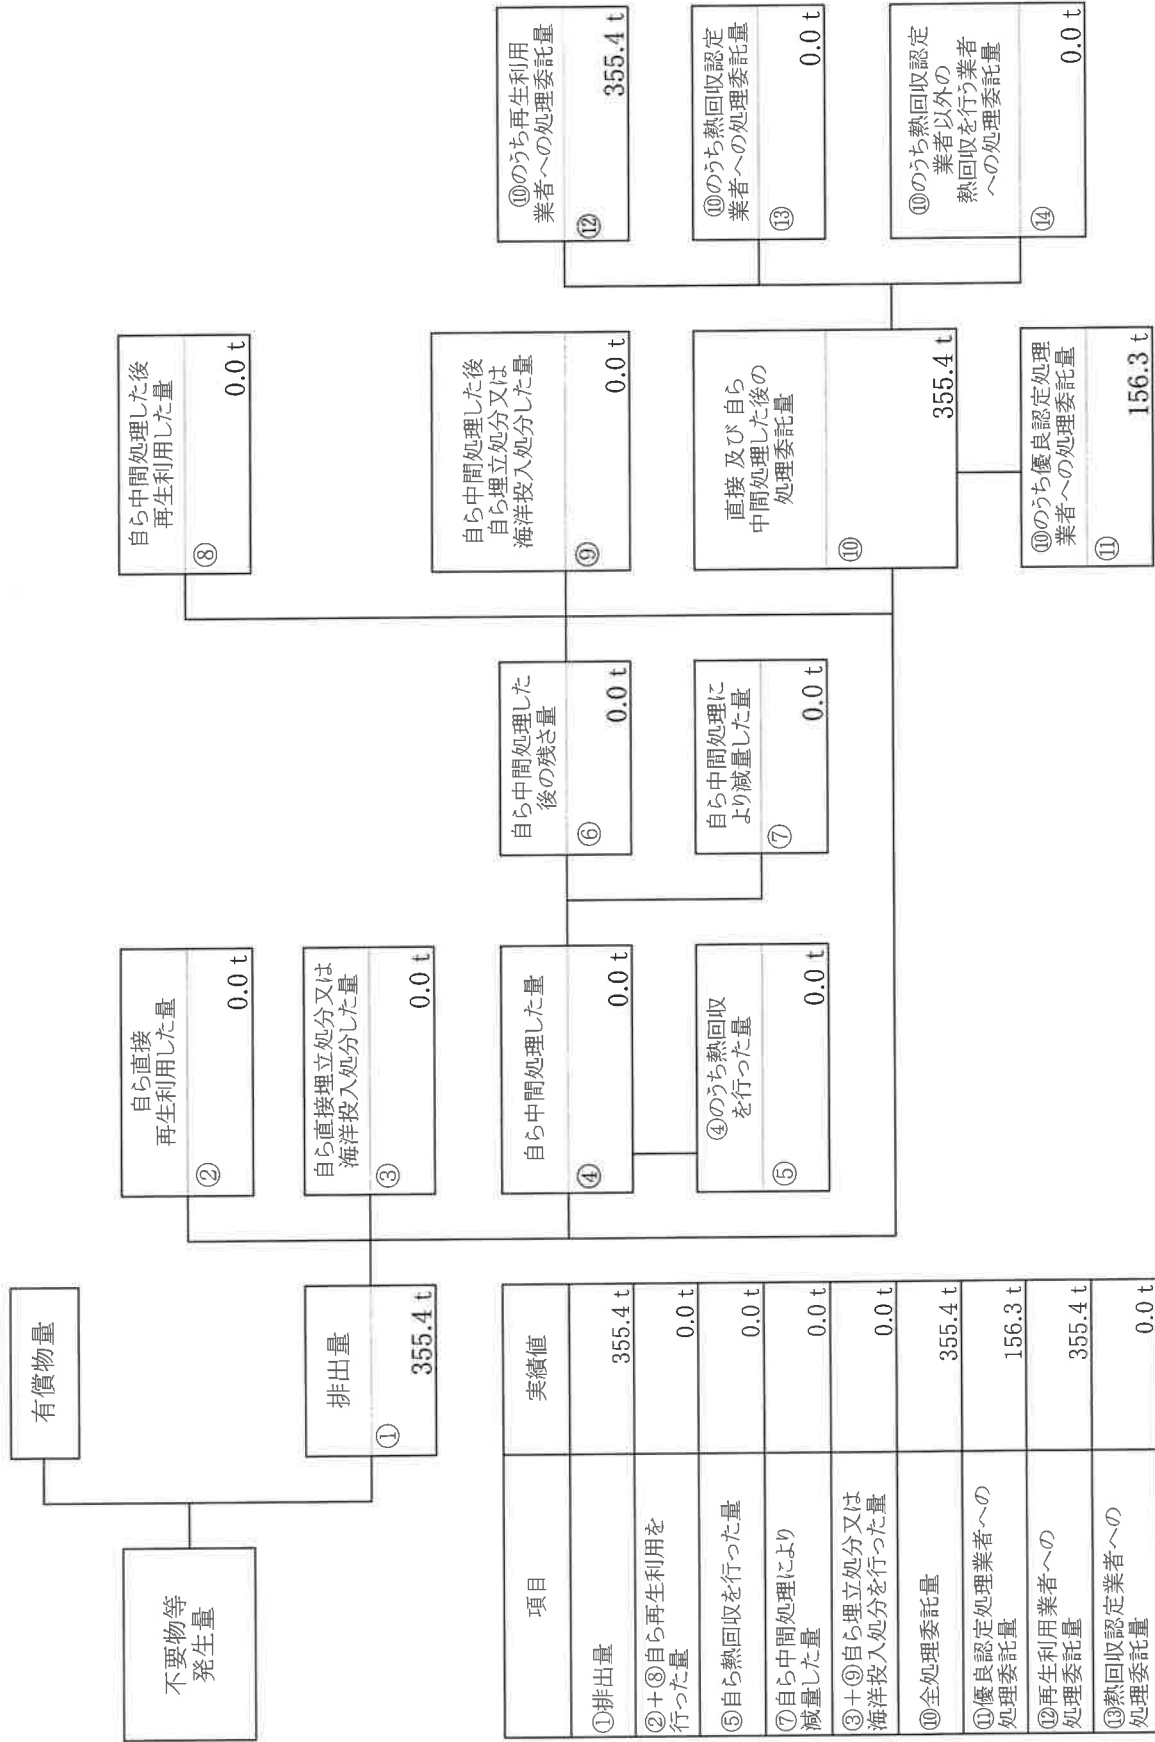 有償物量
不要物等
発生量
排出量
①
355.4 t
自ら直接
再生利用した量
②
0.0 t
自ら直接埋立処分又は
海洋投入処分した量
③
0.0 t
自ら中間処理した量
④
0.0 t
④のうち熱回収
を行った量
⑤
0.0 t
自ら中間処理した
後の残さ量
⑥
0.0 t
自ら中間処理に
より減量した量
⑦
0.0 t
自ら中間処理した後
再生利用した量
⑧
0.0 t
自ら中間処理した後
自ら埋立処分又は
海洋投入処分した量
⑨
0.0 t
直接 及び 自ら
中間処理した後の
処理委託量
⑩
355.4 t
⑩のうち優良認定処理
業者への処理委託量
⑪
156.3 t
⑩のうち再生利用
業者への処理委託量
⑫
355.4 t
⑩のうち熱回収認定
業者への処理委託量
⑬
0.0 t
⑩のうち熱回収認定
業者以外の
熱回収を行う業者
への処理委託量
⑭
0.0 t
項目
実績値
①排出量
355.4 t
②+⑧自ら再生利用を
行った量
0.0 t
⑤自ら熱回収を行った量
0.0 t
⑦自ら中間処理により
減量した量
0.0 t
③+⑨自ら埋立処分又は
海洋投入処分を行った量
0.0 t
⑩全処理委託量
355.4 t
⑪優良認定処理業者への
処理委託量
156.3 t
⑫再生利用業者への
処理委託量
355.4 t
⑬熱回収認定業者への
処理委託量
0.0 t